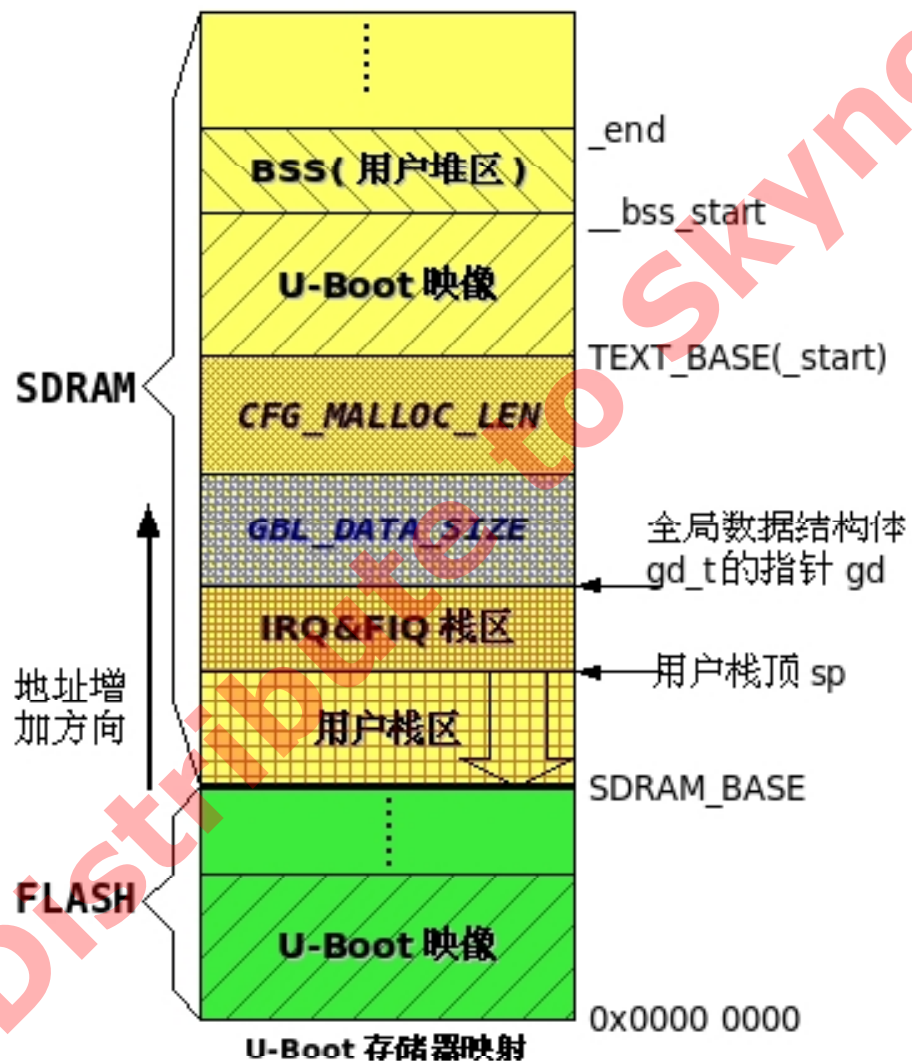 _end
BSS( 用户堆区 )
__bss_start
U-Boot 映像
TEXT_BASE(_start)
SDRAM
CFG_MALLOC_LEN
GBL_DATA_SIZE
全局数据结构体
gd_t的指针 gd
IRQ&FIQ 栈区
用户栈顶 sp
地址增
加方向
用户栈区
SDRAM_BASE
FLASH
U-Boot 映像
0x0000 0000
U-Boot 存储器映射
Distribute to Skyne